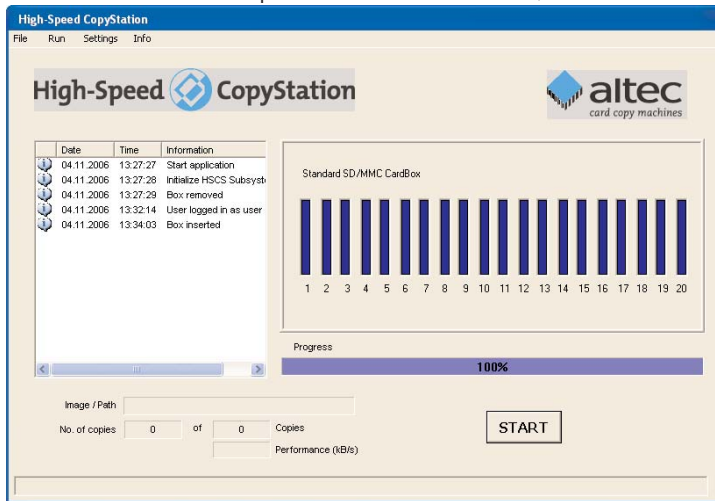 High-Speed CopyStation
File Run Settings Info
High-Speed CopyStation
altec
card copy machines
Date Time Information
04.11.2006 13:27:27 Start application
04.11.2006 13:27:28 Initialize HSCS Subsyst
04.11.2006 13:27:29 Box removed
04.11.2006 13:32:14 User logged in as user
04.11.2006 13:34:03 Box inserted
Standard SD/MMC CardBox
1 2 3 4 5 6 7 8 9 10 11 12 13 14 15 16 17 18 19 20
Progress
100%
Image / Path
No. of copies 0 of 0 Copies
Performance (kB/s)
START